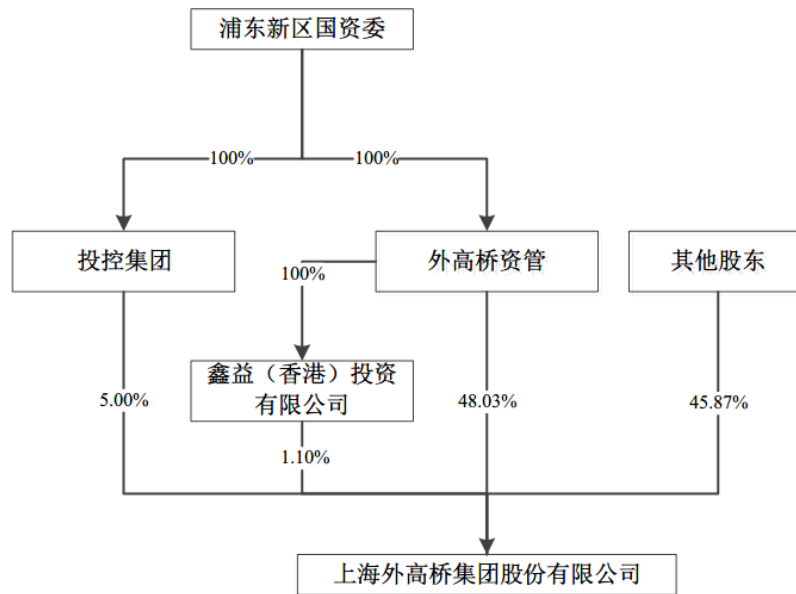 浦东新区国资委
100%
100%
投控集团
外高桥资管
其他股东
100%
鑫益（香港）投资
有限公司
5.00%
48.03%
45.87%
1.10%
上海外高桥集团股份有限公司